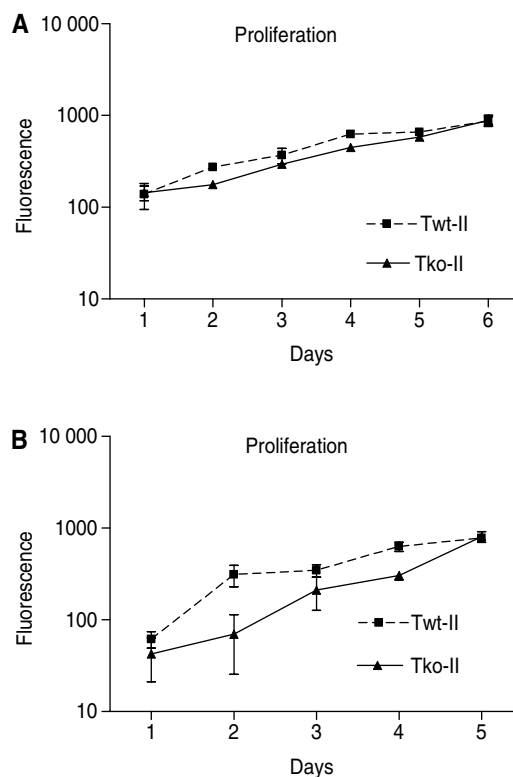 A
Proliferation
10 000
1000
100
10
Fluorescence
Twt-II
Tko-II
1 2 3 4 5 6
Days
B
Proliferation
10 000
1000
100
10
Fluorescence
Twt-II
Tko-II
1 2 3 4 5
Days